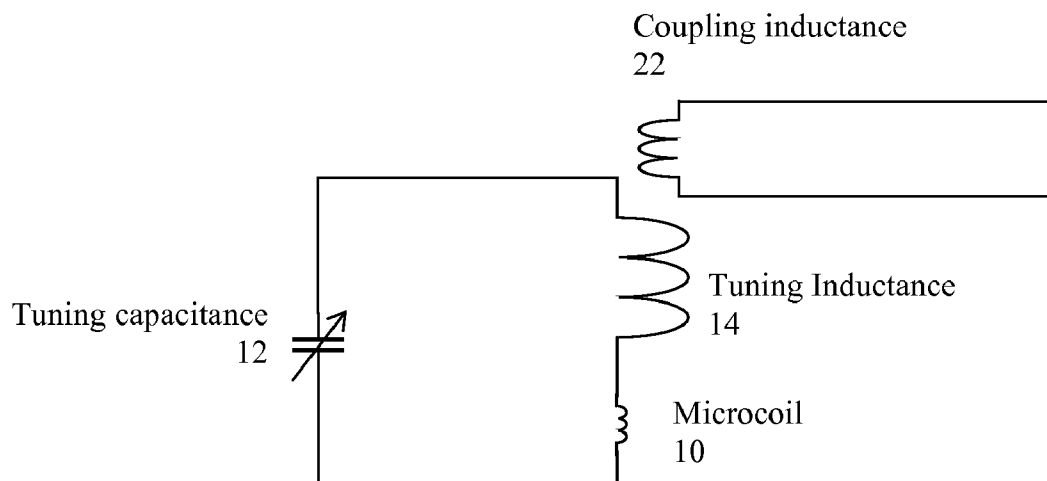 Coupling inductance
22
Tuning Inductance
14
Tuning capacitance
12
Microcoil
10